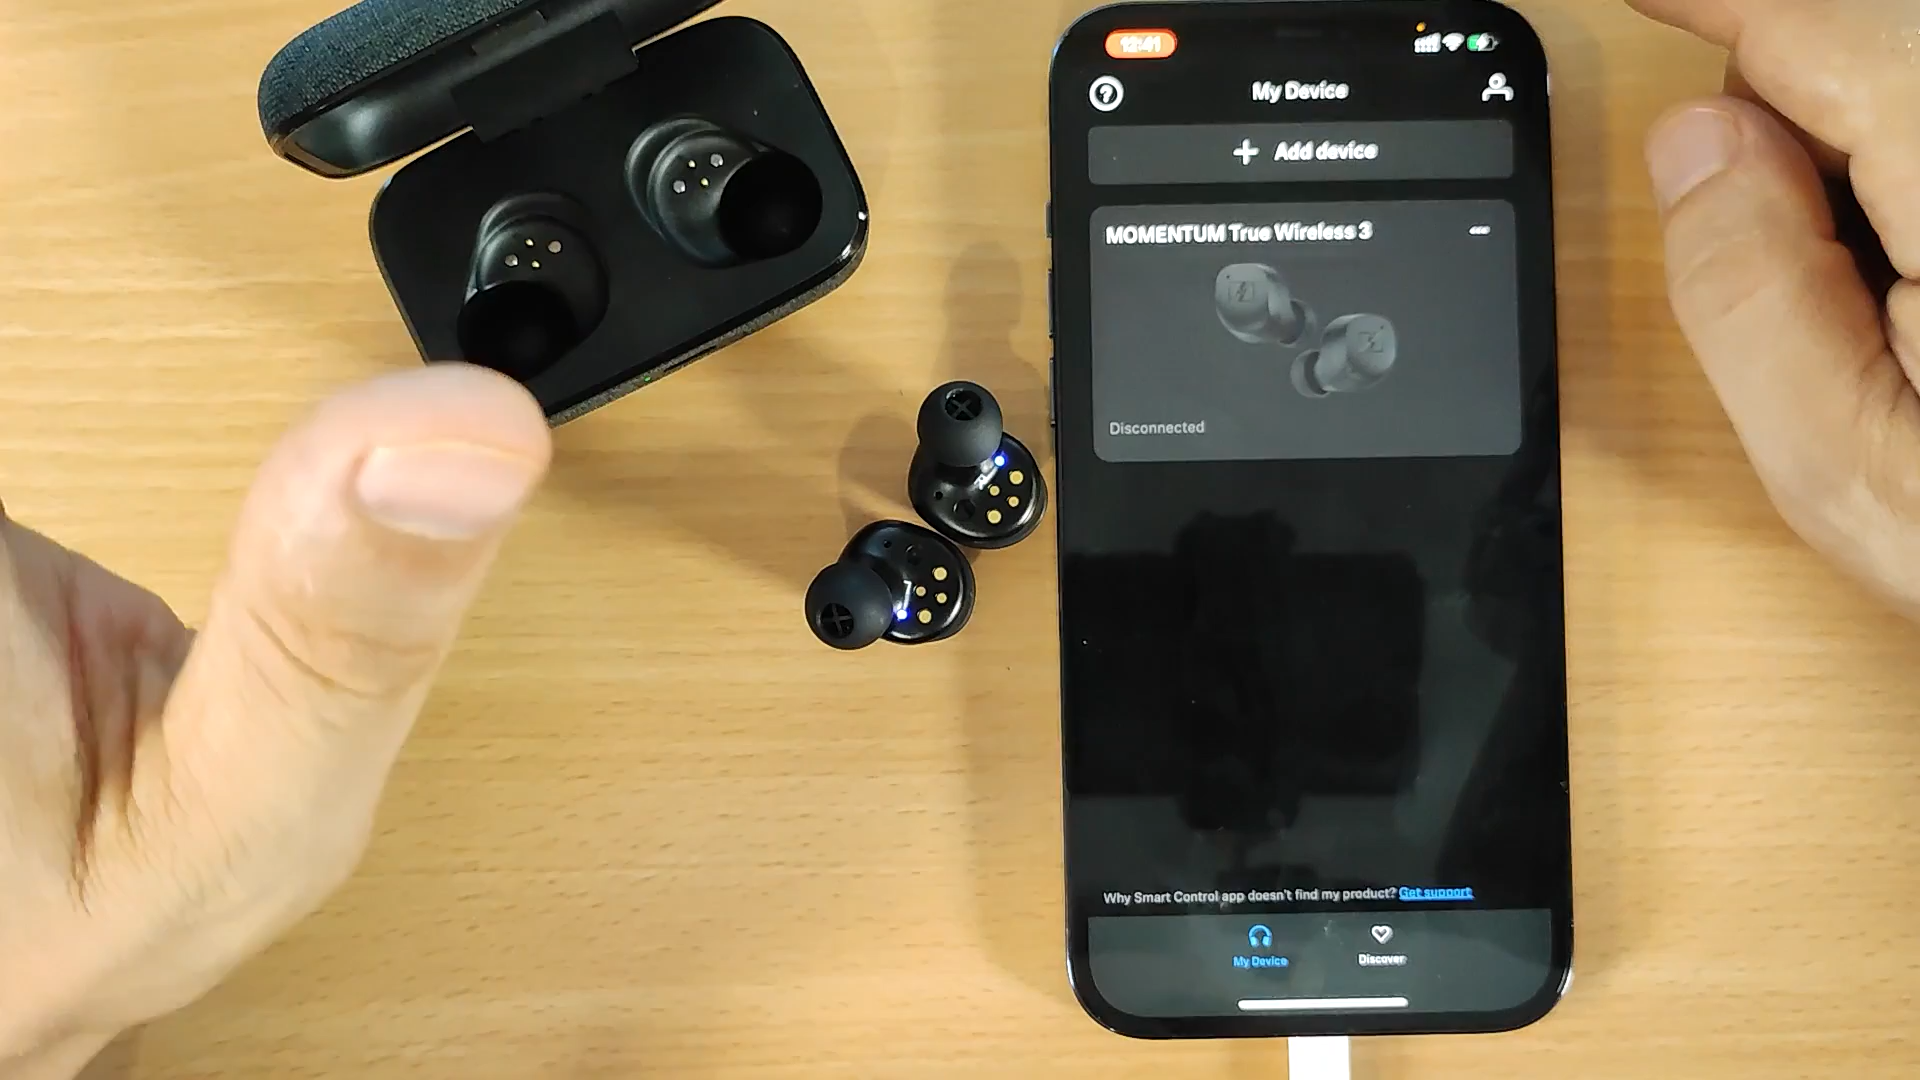 12:41
My Device
+ Add device
MOMENTUM True Wireless 3
Disconnected
Why Smart Control app doesn't find my product? Get support
My Device
Discover